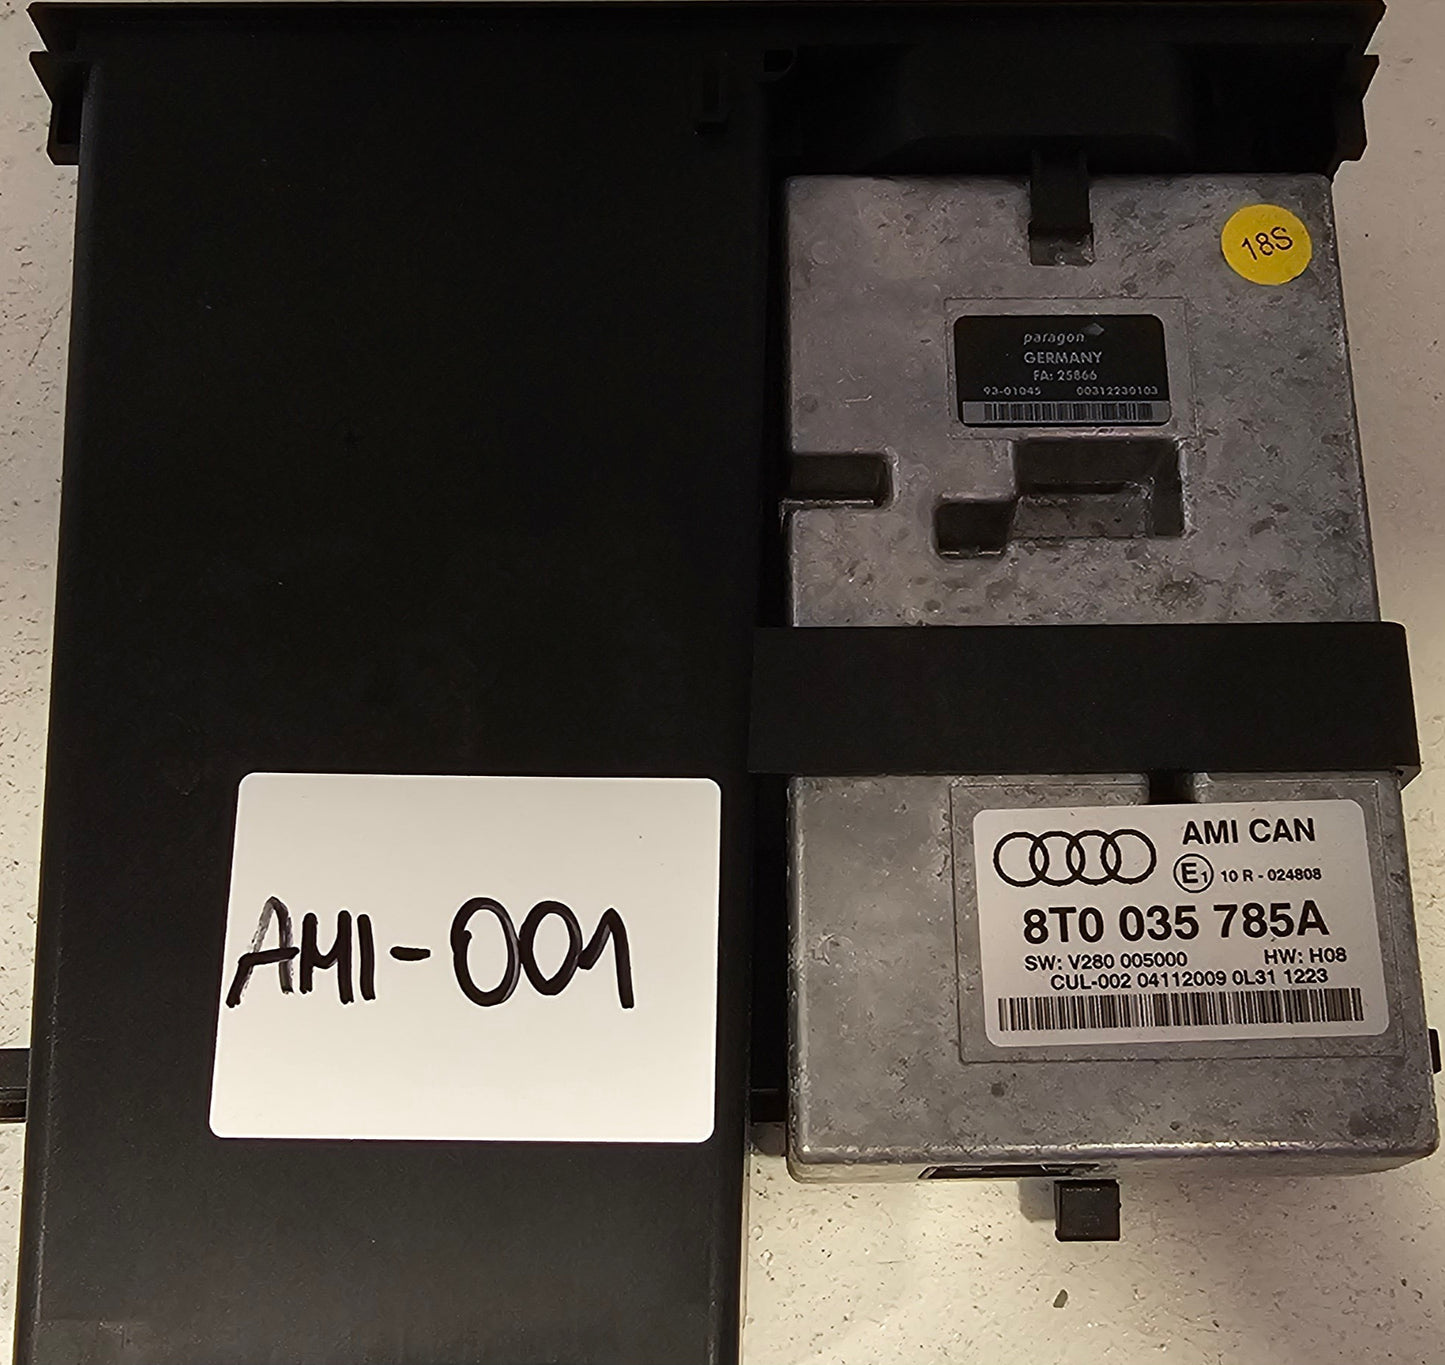 18S
paragon
GERMANY
FA: 25866
93-01045 00312230103
AMI CAN
E1 10 R - 024808
8T0 035 785A
SW: V280 005000 HW: H08
CUL-002 04112009 0L31 1223
AMI-001